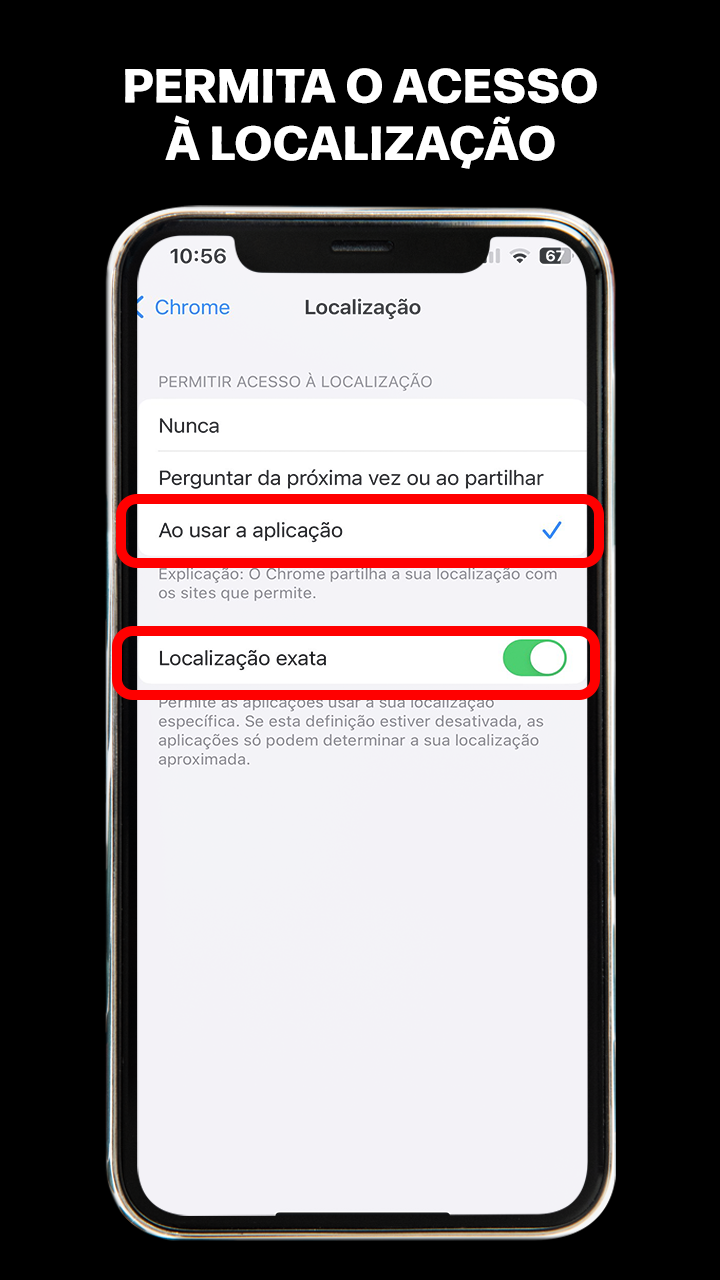 PERMITA O ACESSO
À LOCALIZAÇÃO
10:56
67
Chrome
Localização
PERMITIR ACESSO À LOCALIZAÇÃO
Nunca
Perguntar da próxima vez ou ao partilhar
Ao usar a aplicação
Explicação: O Chrome partilha a sua localização com
os sites que permite.
Localização exata
Permite às aplicações usar a sua localização
específica. Se esta definição estiver desativada, as
aplicações só podem determinar a sua localização
aproximada.